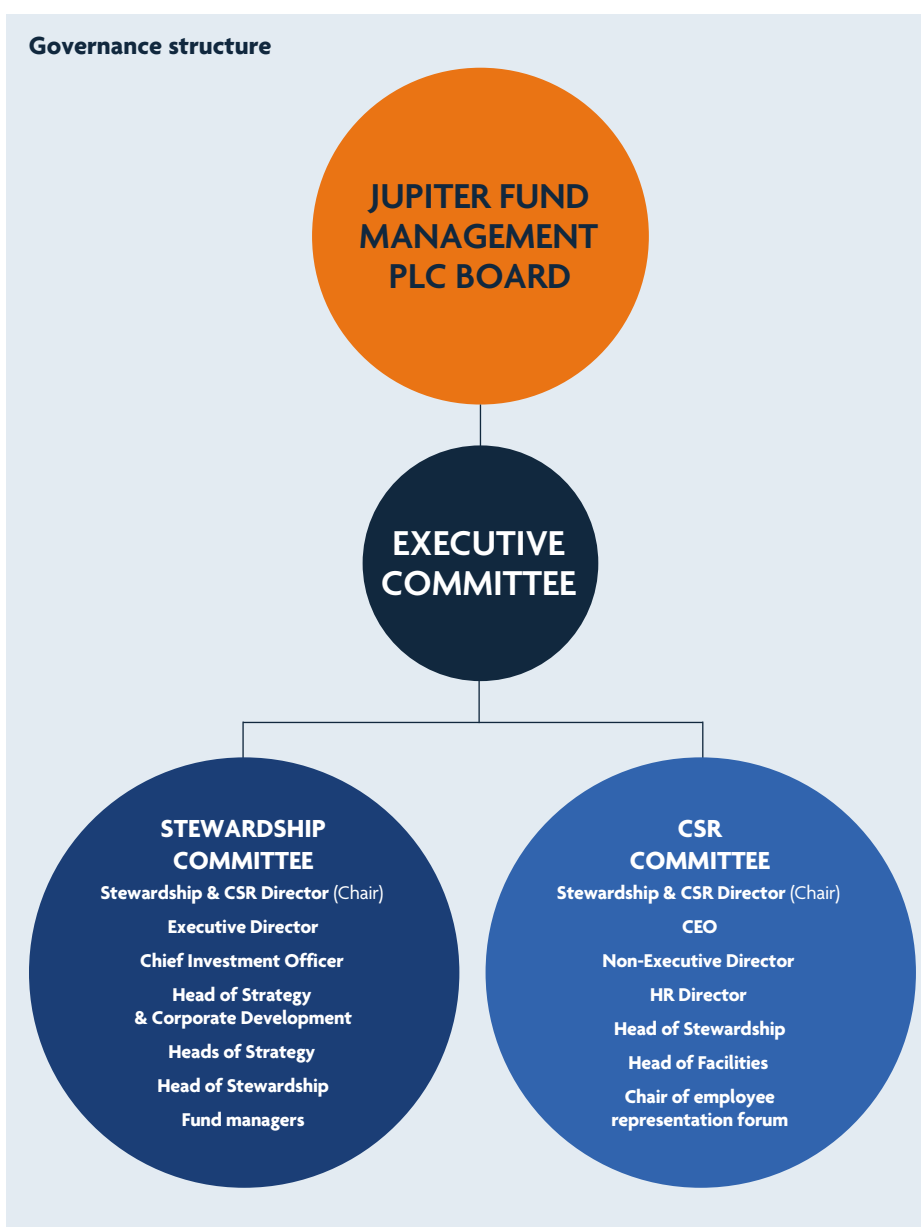 Governance structure
JUPITER FUND
MANAGEMENT
PLC BOARD
EXECUTIVE
COMMITTEE
STEWARDSHIP
COMMITTEE
Stewardship & CSR Director (Chair)
Executive Director
Chief Investment Officer
Head of Strategy
& Corporate Development
Heads of Strategy
Head of Stewardship
Fund managers
CSR
COMMITTEE
Stewardship & CSR Director (Chair)
CEO
Non-Executive Director
HR Director
Head of Stewardship
Head of Facilities
Chair of employee
representation forum